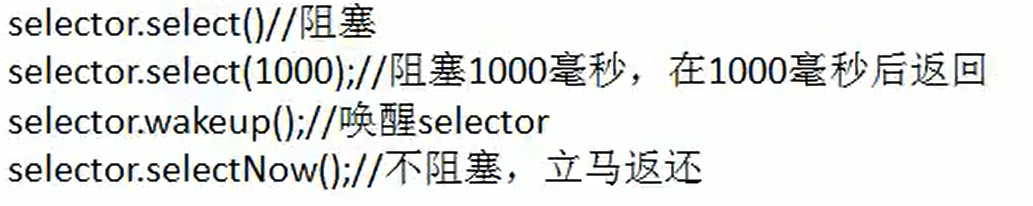 selector.select()//阻塞
selector.select(1000);//阻塞1000毫秒，在1000毫秒后返回
selector.wakeup();//唤醒selector
selector.selectNow();//不阻塞，立马返还